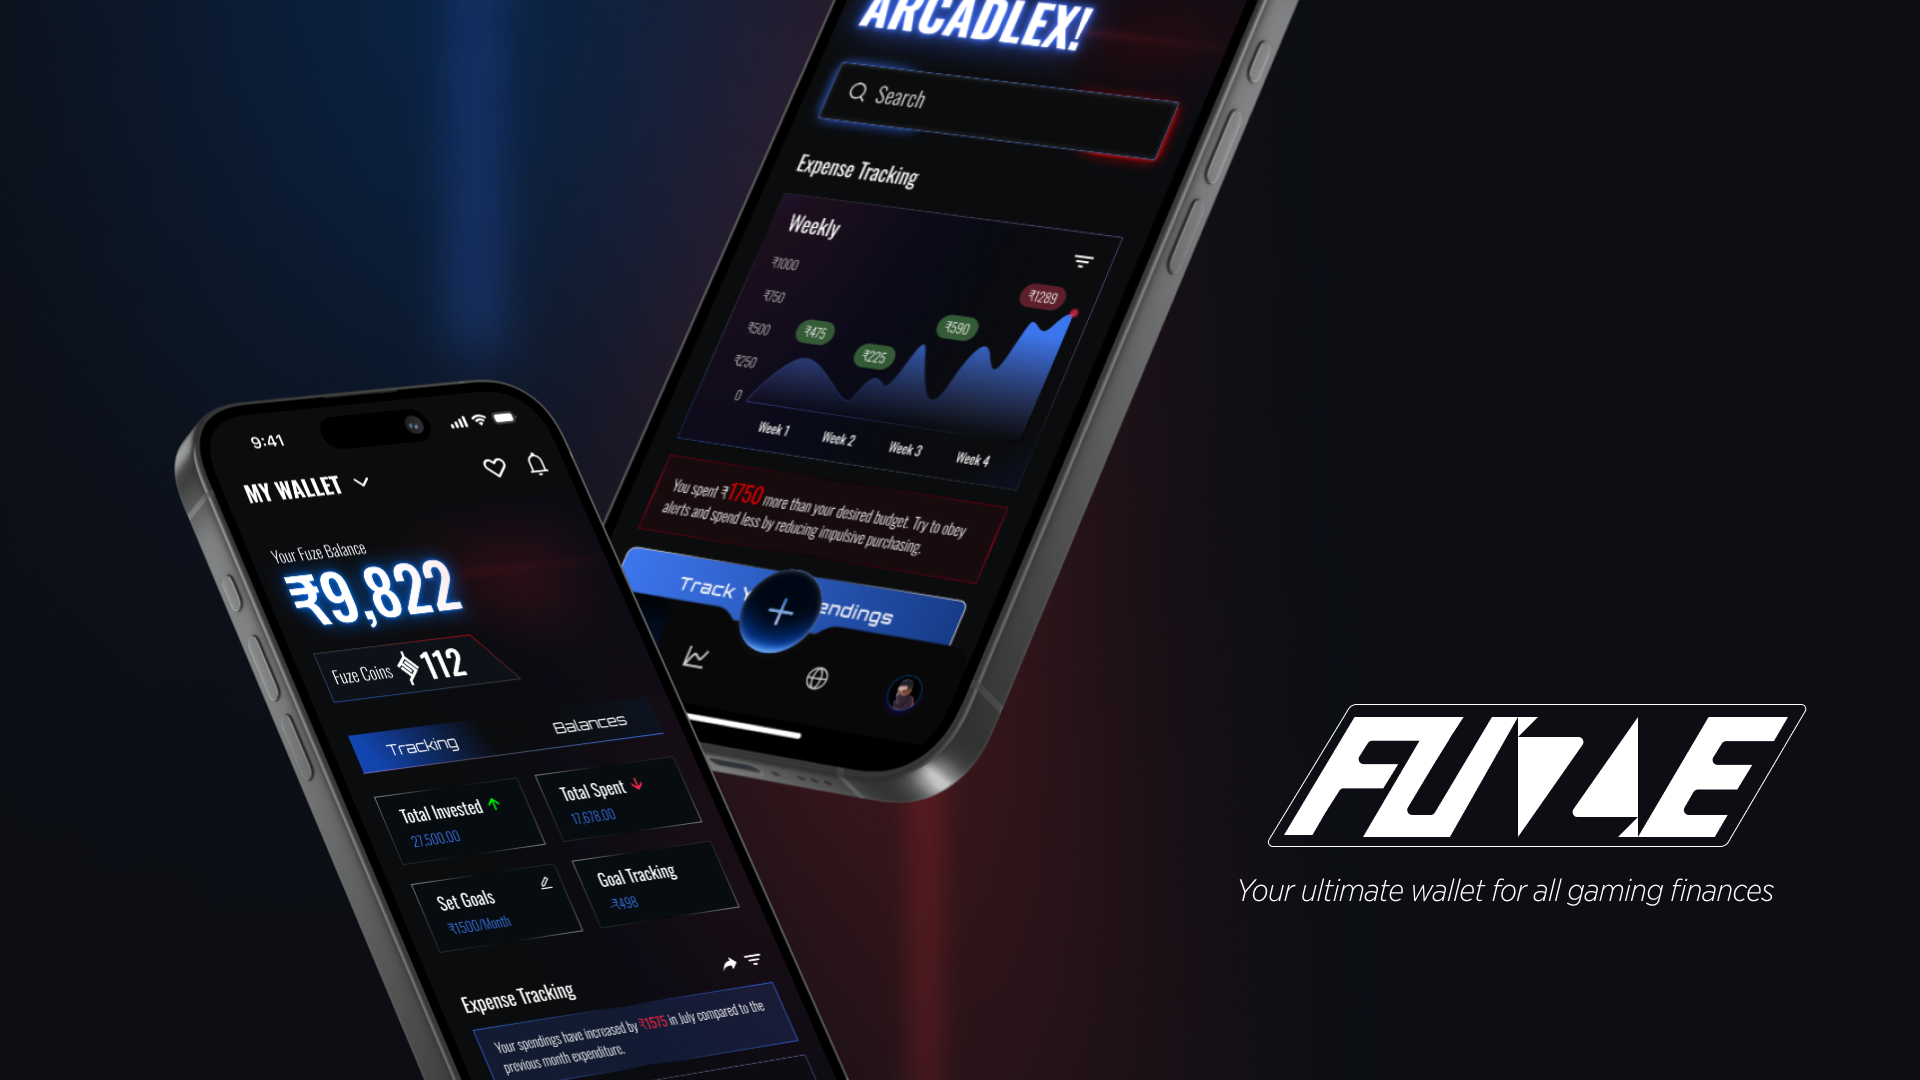 ARCADLEX!
Search
Expense Tracking
Weekly
₹1000
₹750
₹500
₹250
0
₹475
₹225
₹590
₹1289
Week 1
Week 2
Week 3
Week 4
You spent ₹1750 more than your desired budget. Try to obey
alerts and spend less by reducing impulsive purchasing.
Track Y
endings
9:41
MY WALLET
Your Fuze Balance
₹9,822
Fuze Coins 112
Tracking
Balances
Total Invested
27,500.00
Total Spent
17,678.00
Set Goals
₹1500/Month
Goal Tracking
-₹498
Expense Tracking
Your spendings have increased by ₹1575 in July compared to the
previous month expenditure.
FUZE
Your ultimate wallet for all gaming finances